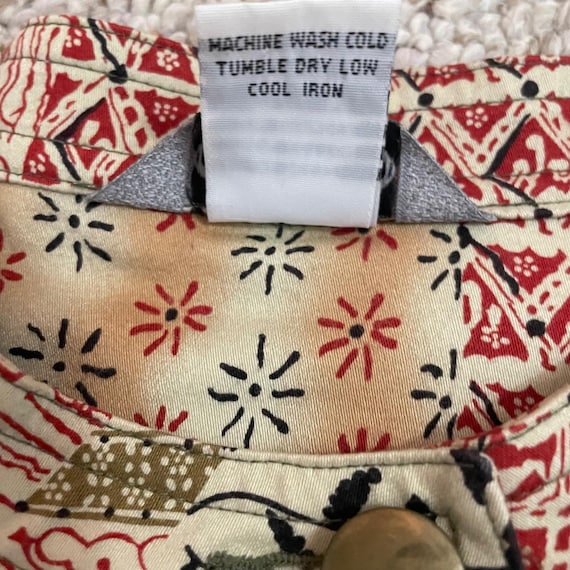 MACHINE WASH COLD
TUMBLE DRY LOW
COOL IRON